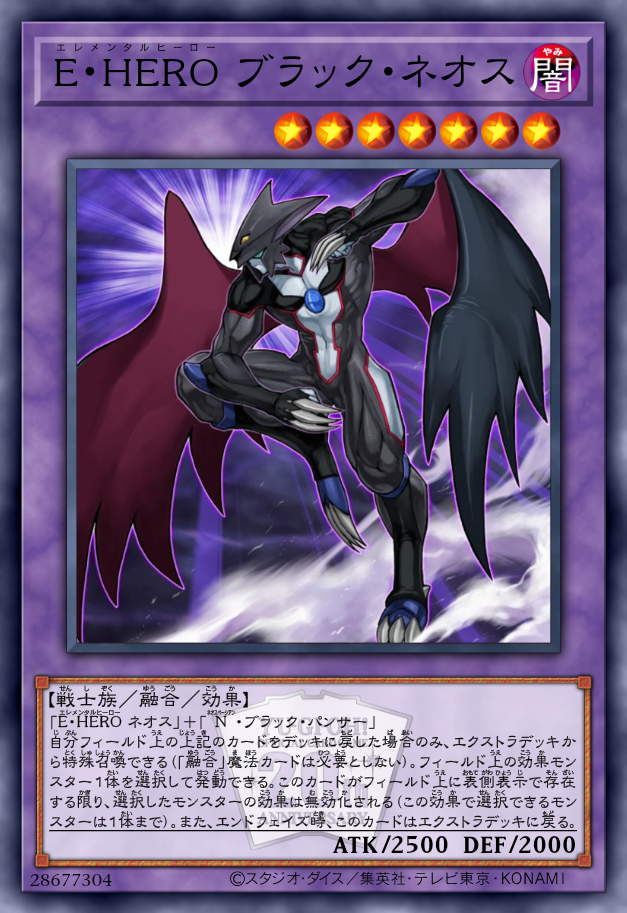 エレメンタルヒーロー
E・HERO ブラック・ネオス
やみ
闇
【戦士族／融合／効果】
「E・HERO ネオス」＋「N・ブラック・パンサー」
自分フィールド上の上記のカードをデッキに戻した場合のみ、エクストラデッキか
ら特殊召喚できる(「融合」魔法カードは必要としない)。フィールド上の効果モン
スター1体を選択して発動できる。このカードがフィールド上に表側表示で存在
する限り、選択したモンスターの効果は無効化される(この効果で選択できるモン
スターは1体まで)。また、エンドフェイズ時、このカードはエクストラデッキに戻る。
ATK/2500 DEF/2000
28677304
©スタジオ・ダイス／集英社・テレビ東京・KONAMI